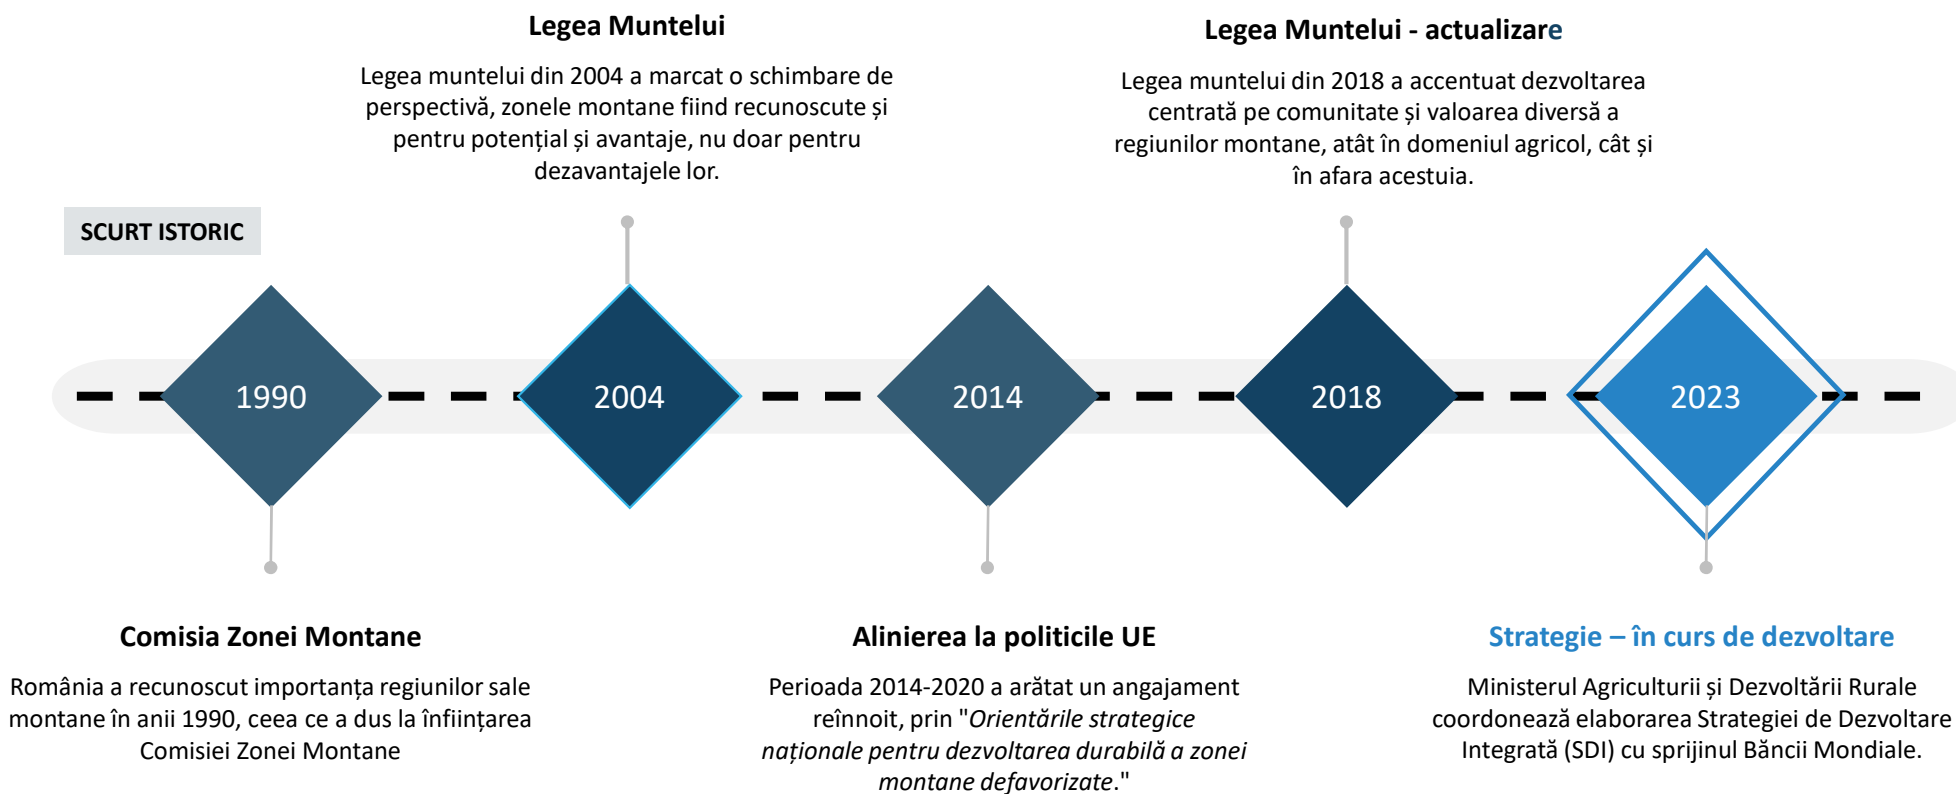 Legea Muntelui
Legea muntelui din 2004 a marcat o schimbare de
perspectivă, zonele montane fiind recunoscute și
pentru potențial și avantaje, nu doar pentru
dezavantajele lor.
Legea Muntelui - actualizare
Legea muntelui din 2018 a accentuat dezvoltarea
centrată pe comunitate și valoarea diversă a
regiunilor montane, atât în domeniul agricol, cât și
în afara acestuia.
SCURT ISTORIC
1990
2004
2014
2018
2023
Comisia Zonei Montane
România a recunoscut importanța regiunilor sale
montane în anii 1990, ceea ce a dus la înființarea
Comisiei Zonei Montane
Alinierea la politicile UE
Perioada 2014-2020 a arătat un angajament
reînnoit, prin "Orientările strategice
naționale pentru dezvoltarea durabilă a zonei
montane defavorizate."
Strategie – în curs de dezvoltare
Ministerul Agriculturii și Dezvoltării Rurale
coordonează elaborarea Strategiei de Dezvoltare
Integrată (SDI) cu sprijinul Băncii Mondiale.